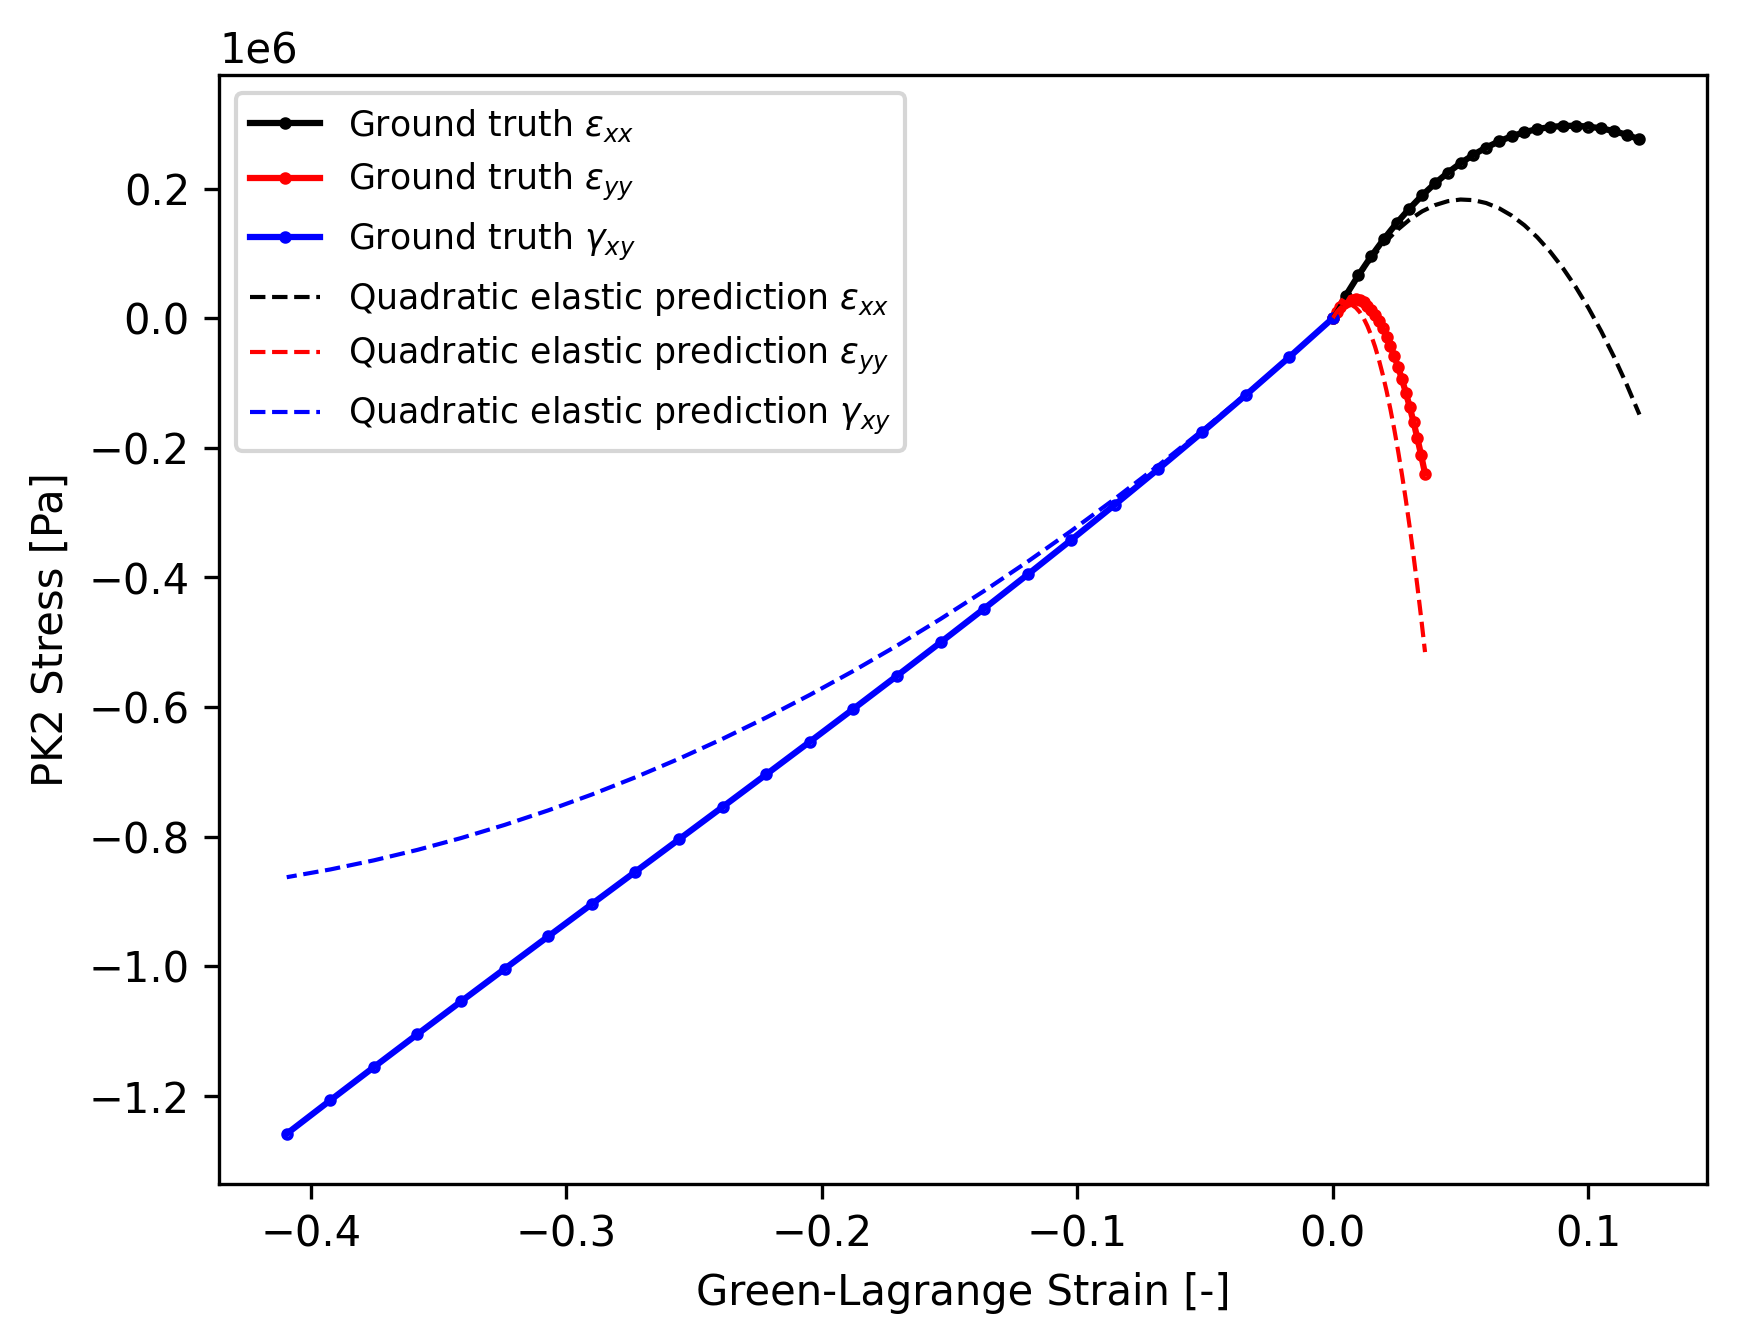 1e6
Ground truth εxx
Ground truth εyy
Ground truth γxy
Quadratic elastic prediction εxx
Quadratic elastic prediction εyy
Quadratic elastic prediction γxy
0.2
0.0
−0.2
−0.4
−0.6
−0.8
−1.0
−1.2
PK2 Stress [Pa]
−0.4 −0.3 −0.2 −0.1 0.0 0.1
Green-Lagrange Strain [-]